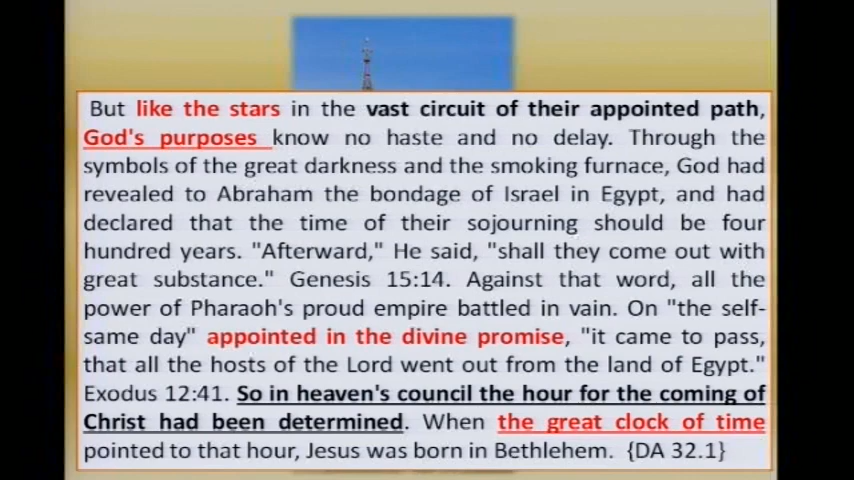 But like the stars in the vast circuit of their appointed path,
God's purposes know no haste and no delay. Through the
symbols of the great darkness and the smoking furnace, God had
revealed to Abraham the bondage of Israel in Egypt, and had
declared that the time of their sojourning should be four
hundred years. "Afterward," He said, "shall they come out with
great substance." Genesis 15:14. Against that word, all the
power of Pharaoh's proud empire battled in vain. On "the self-
same day" appointed in the divine promise, "it came to pass,
that all the hosts of the Lord went out from the land of Egypt."
Exodus 12:41. So in heaven's council the hour for the coming of
Christ had been determined. When the great clock of time
pointed to that hour, Jesus was born in Bethlehem. {DA 32.1}